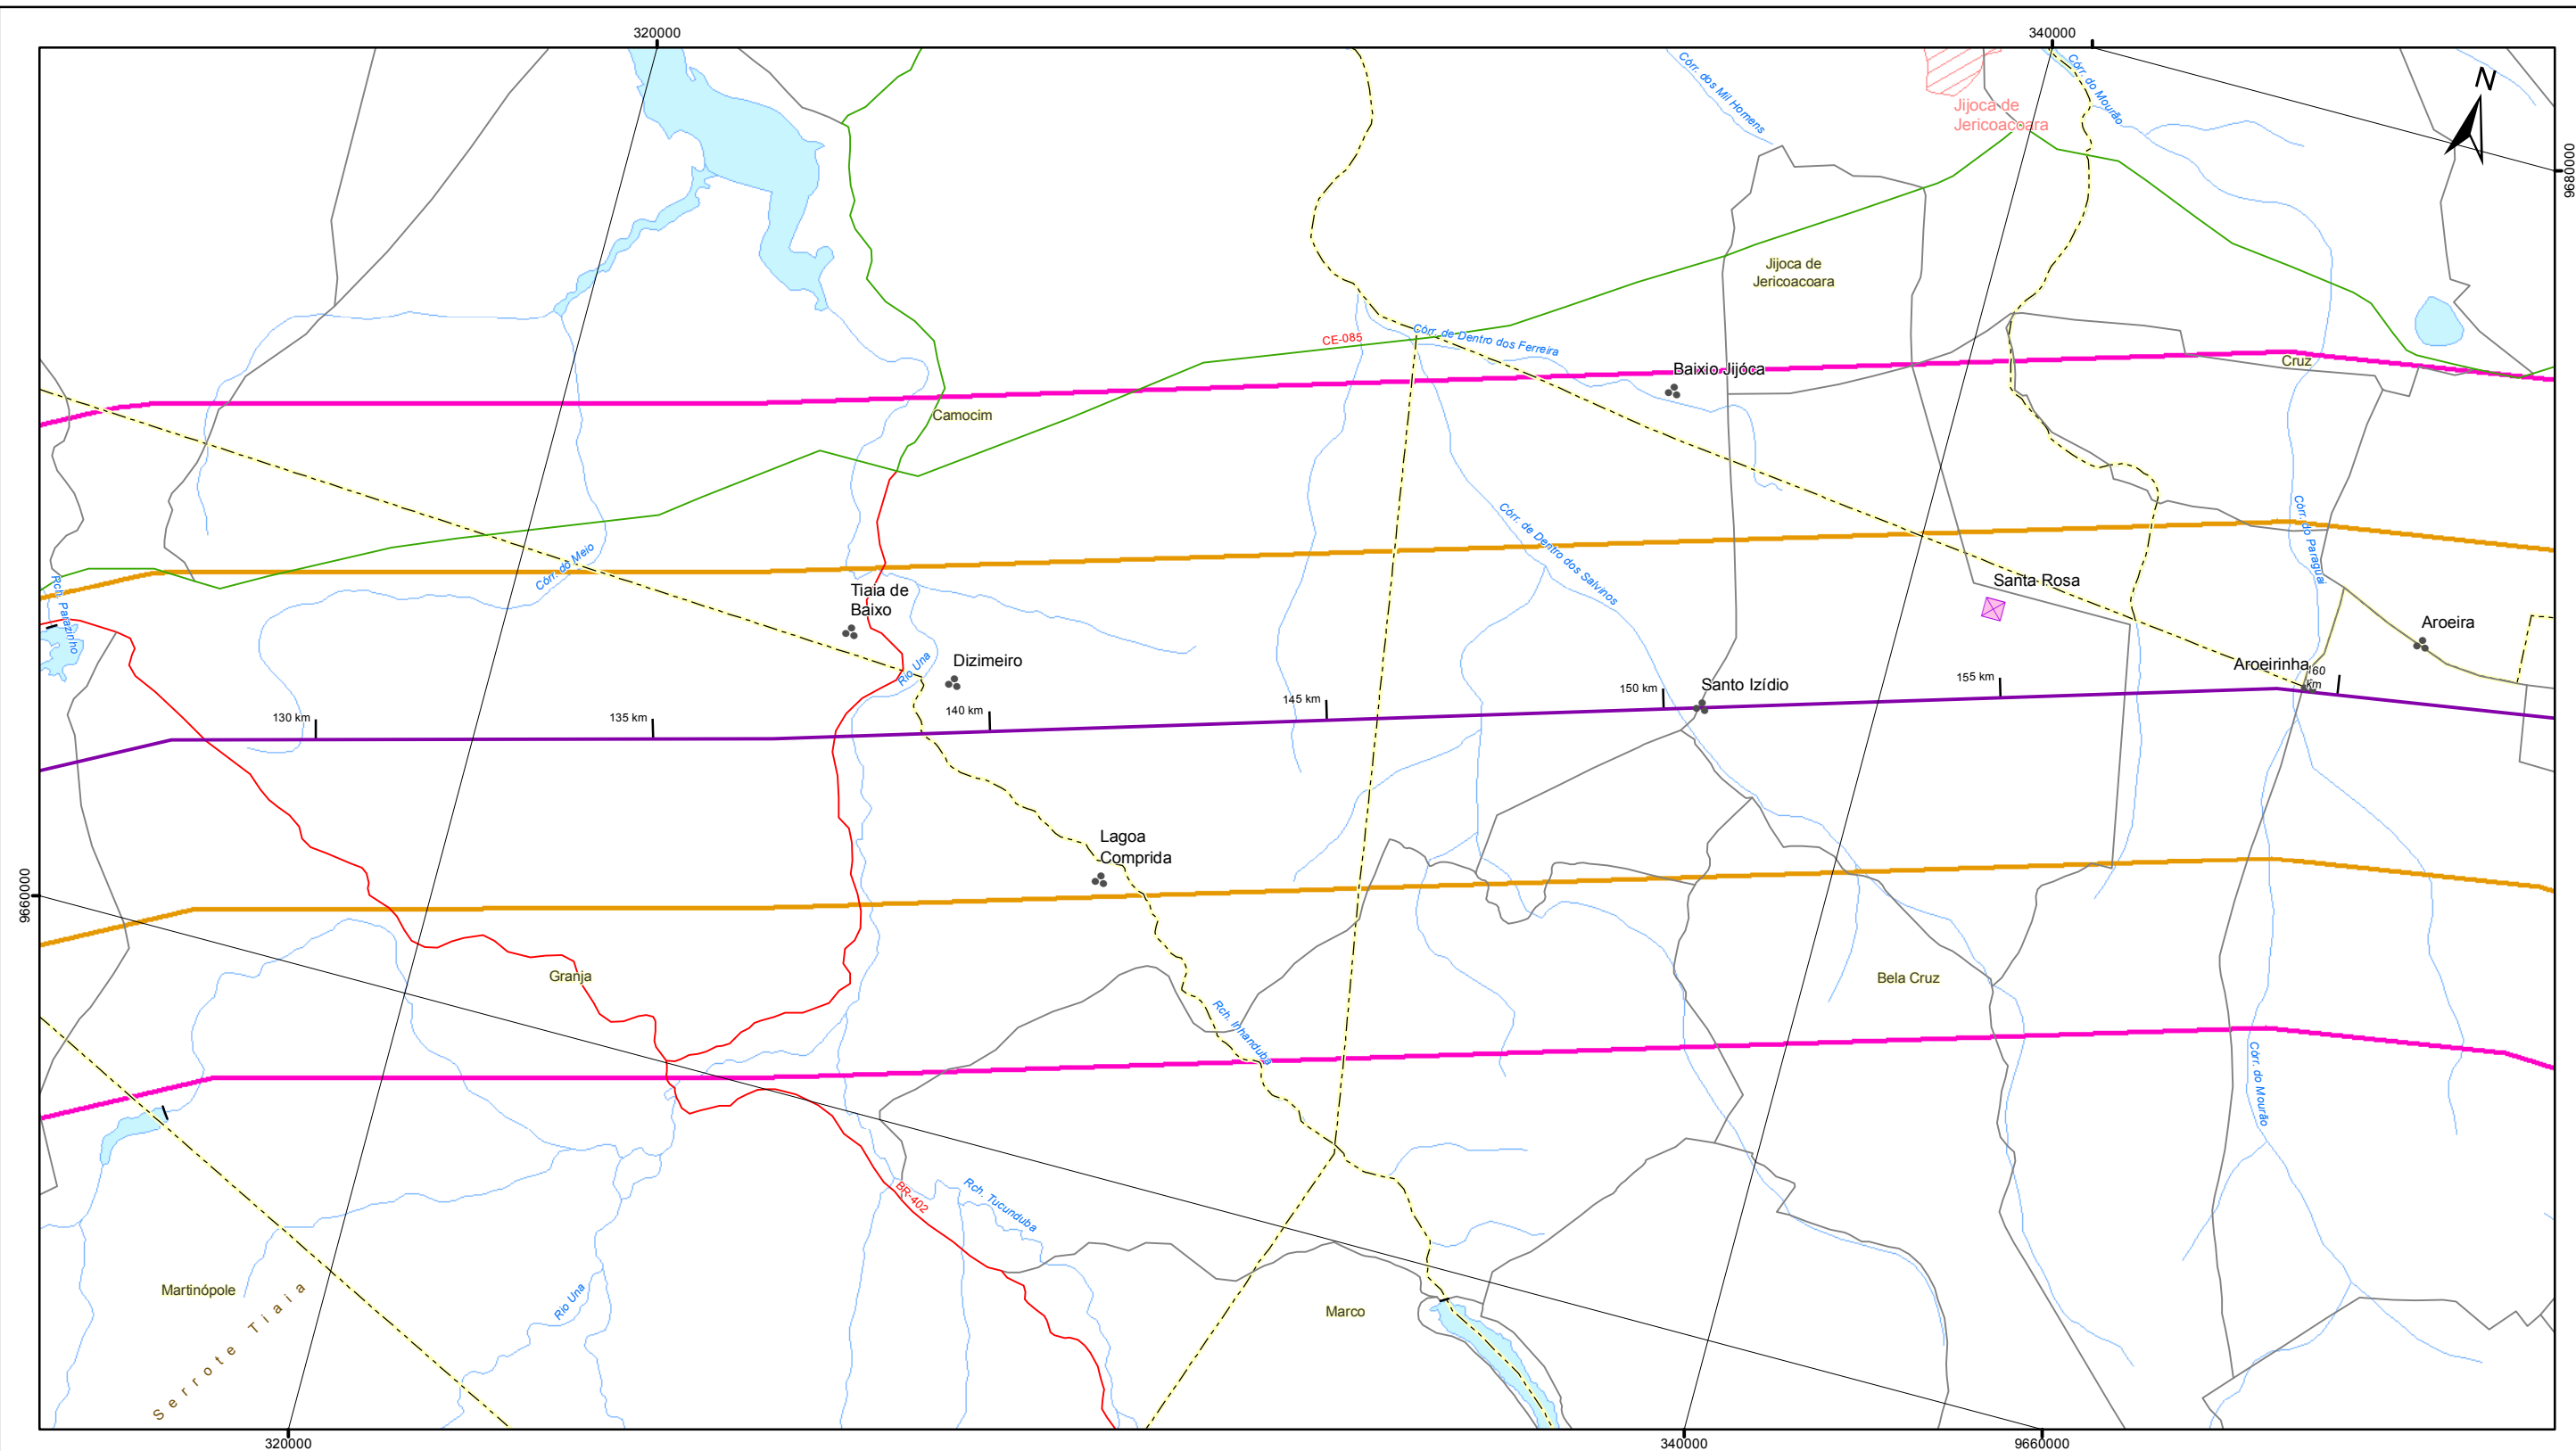 320000
340000
Córr. dos Mil Homens
Córr. do Mourão
Jijoca de
Jericoacoara
N
9680000
Jijoca de
Jericoacoara
CE-085
Córr. de Dentro dos Ferreira
Baixio Jijóca
Cruz
Camocim
Córr. de Dentro dos Salvinos
Córr. do Paraguai
Córr. do Meio
Rch. Parazinho
Tiaia de
Baixo
Santa Rosa
Aroeira
Dizimeiro
Rio Una
Aroeirinha
160
km
Santo Izídio
155 km
150 km
145 km
140 km
135 km
130 km
Lagoa
Comprida
9660000
Granja
Bela Cruz
Rch. Inhanduba
Córr. do Mourão
BR-402
Rch. Tucunduba
Martinópole
Serrote Tiaia
Rio Una
Marco
320000
340000
9660000